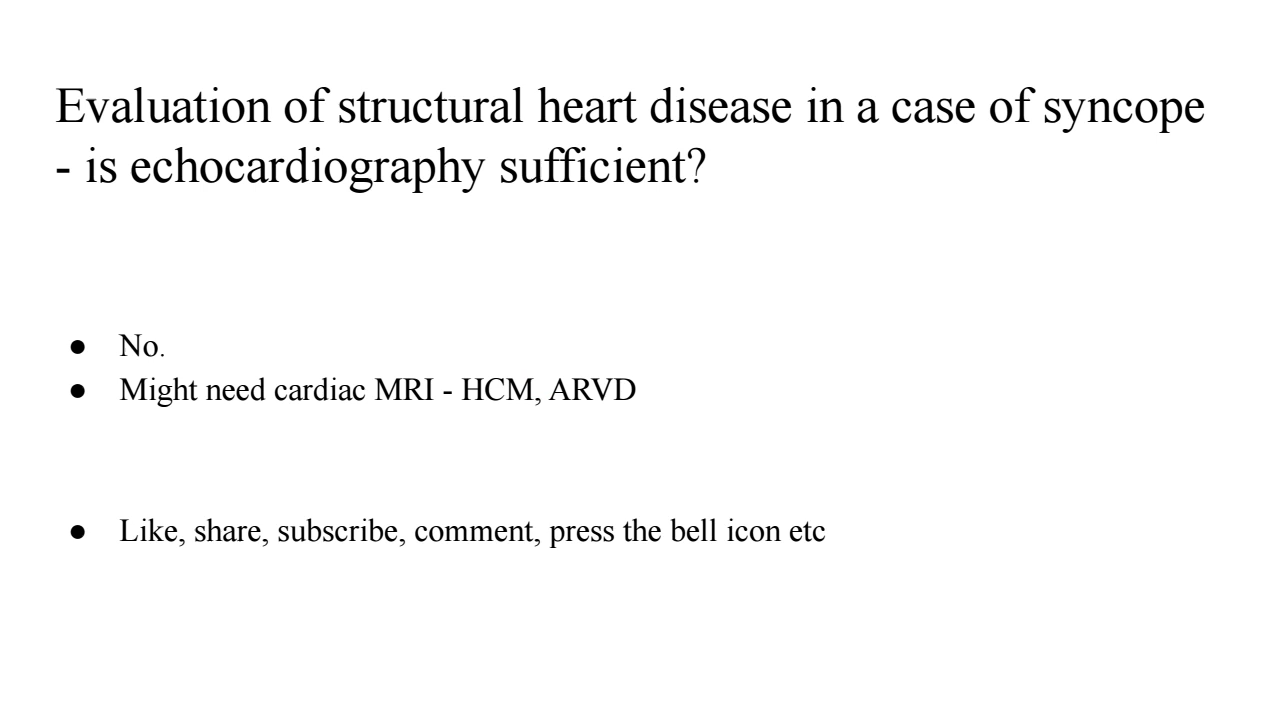 Evaluation of structural heart disease in a case of syncope
- is echocardiography sufficient?
● No.
● Might need cardiac MRI - HCM, ARVD
● Like, share, subscribe, comment, press the bell icon etc